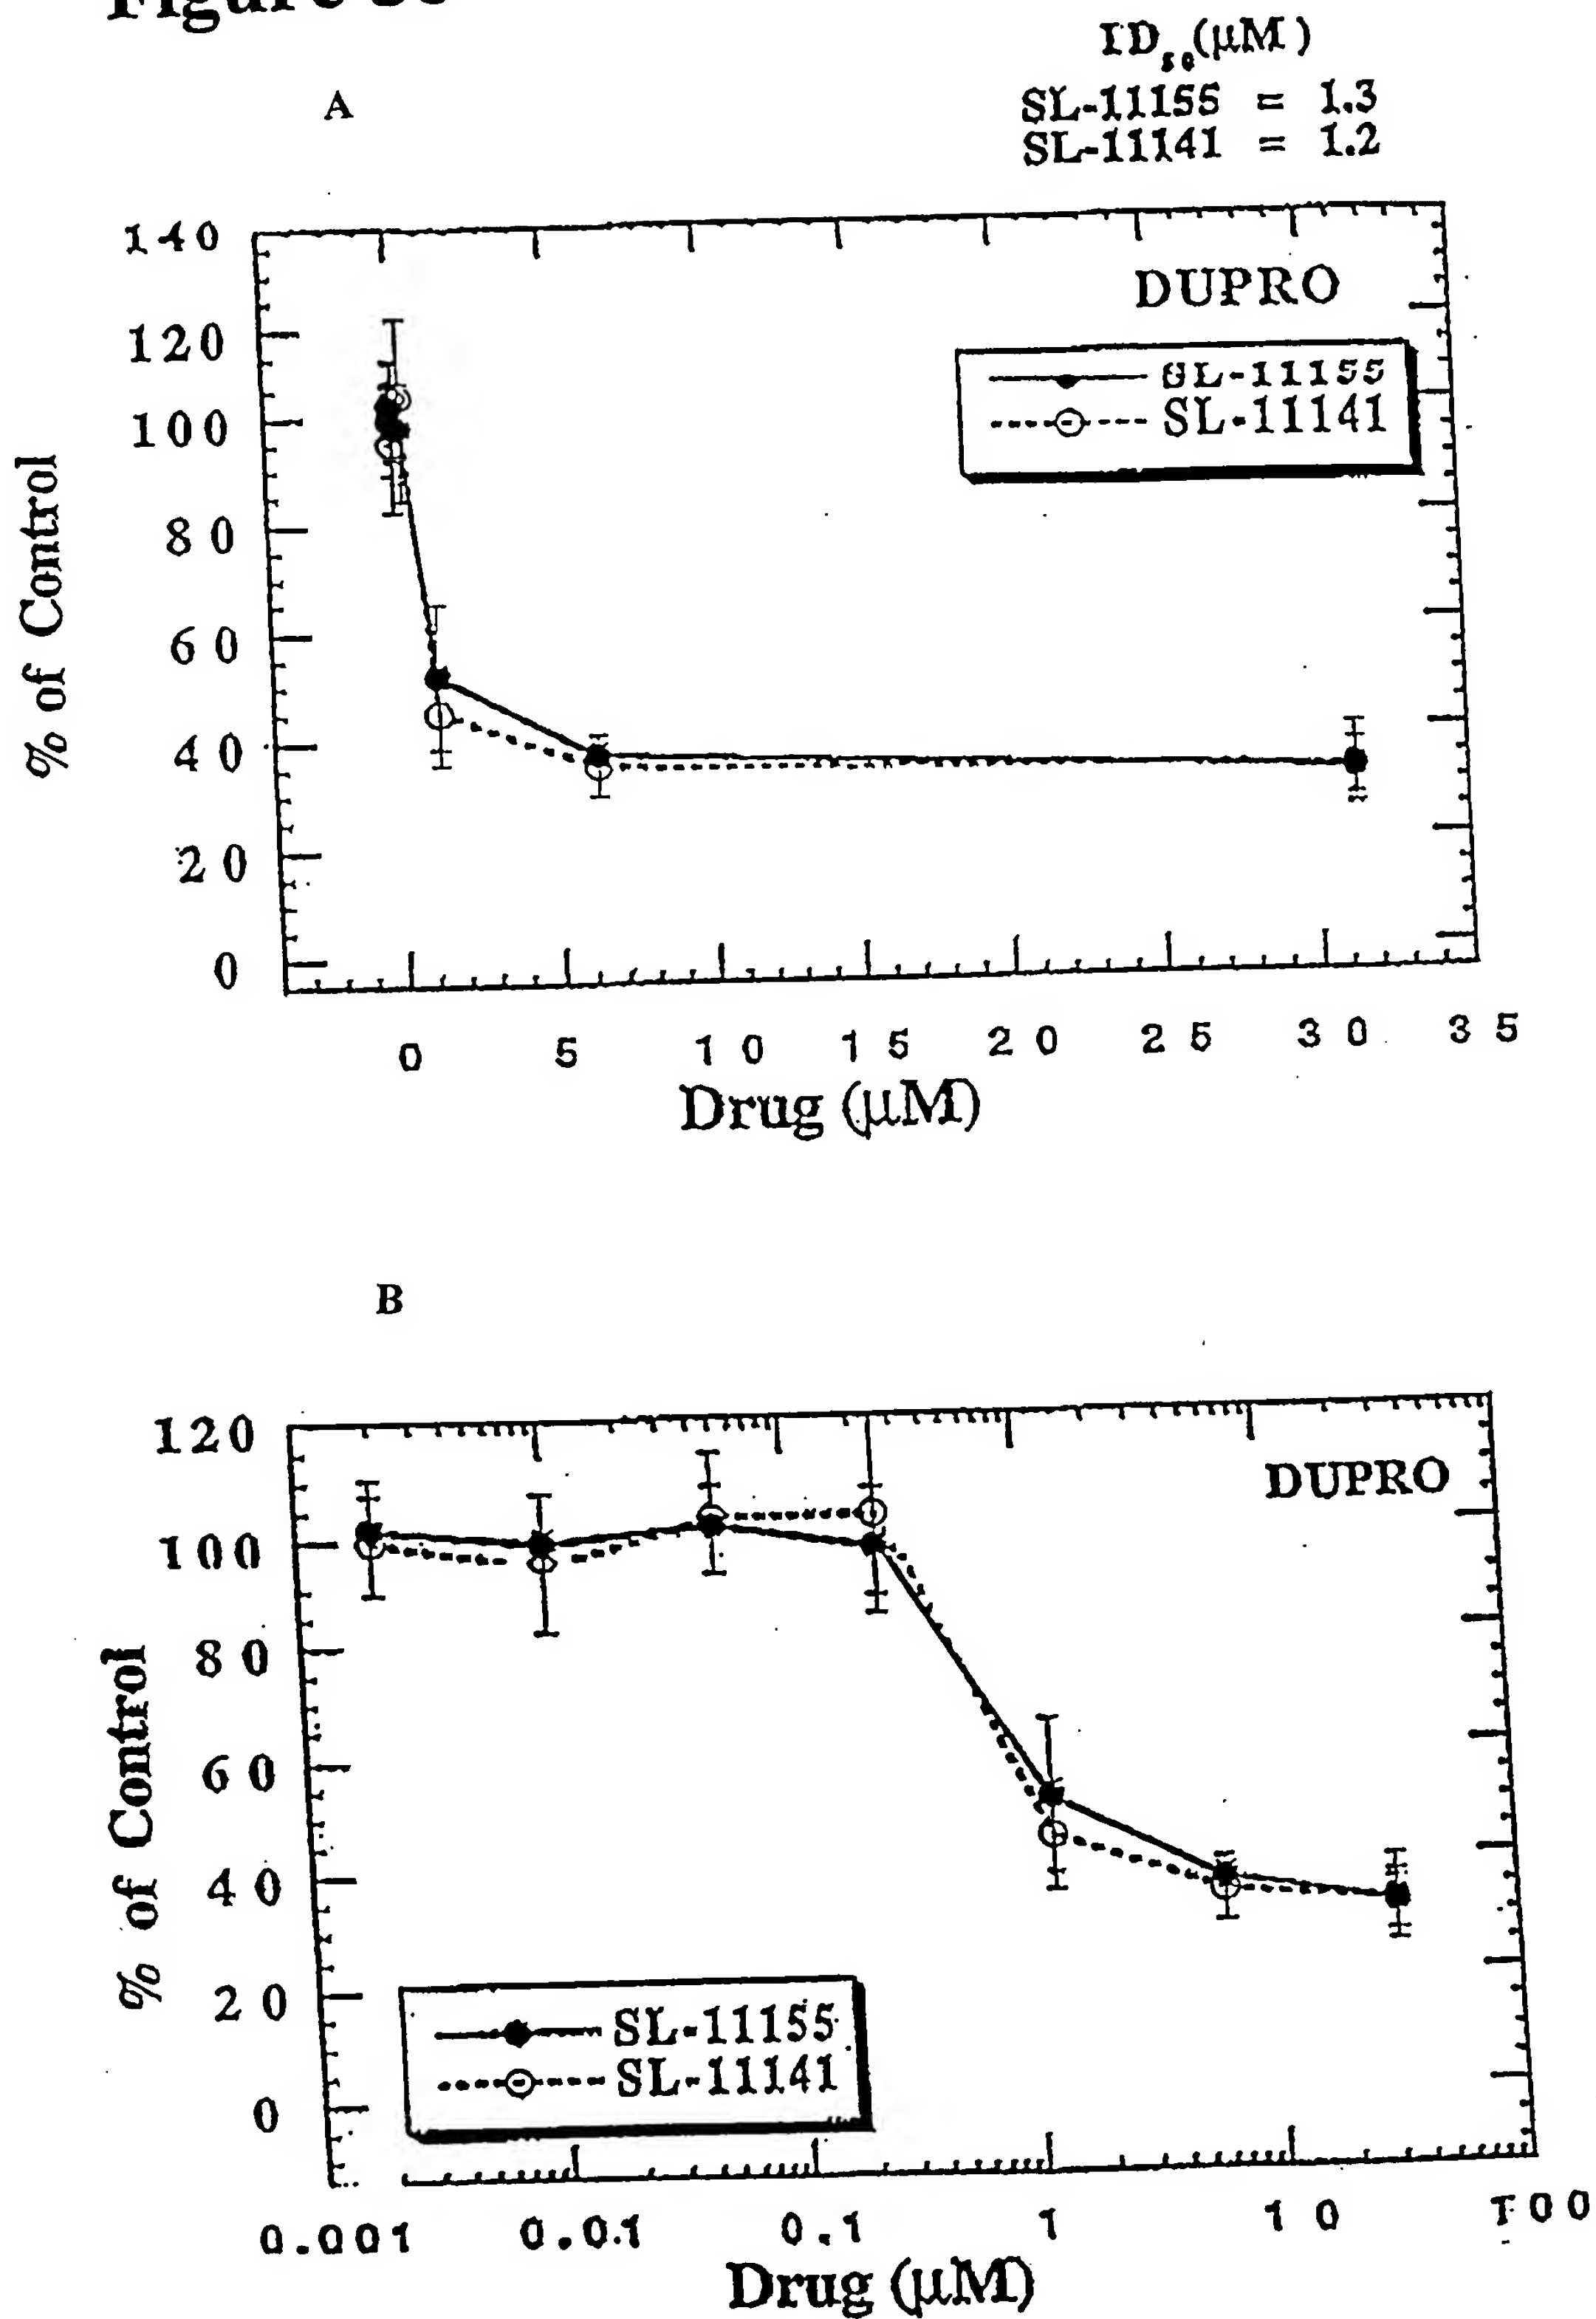 Figure
A
ID50(μM)
SL-11155 = 1.3
SL-11141 = 1.2
140
120
100
80
60
40
20
0
% of Control
DUPRO
SL-11155
SL-11141
0 5 10 15 20 25 30 35
Drug (μM)
B
120
100
80
60
40
20
0
% of Control
DUPRO
SL-11155
SL-11141
0.001 0.01 0.1 1 10 100
Drug (μM)